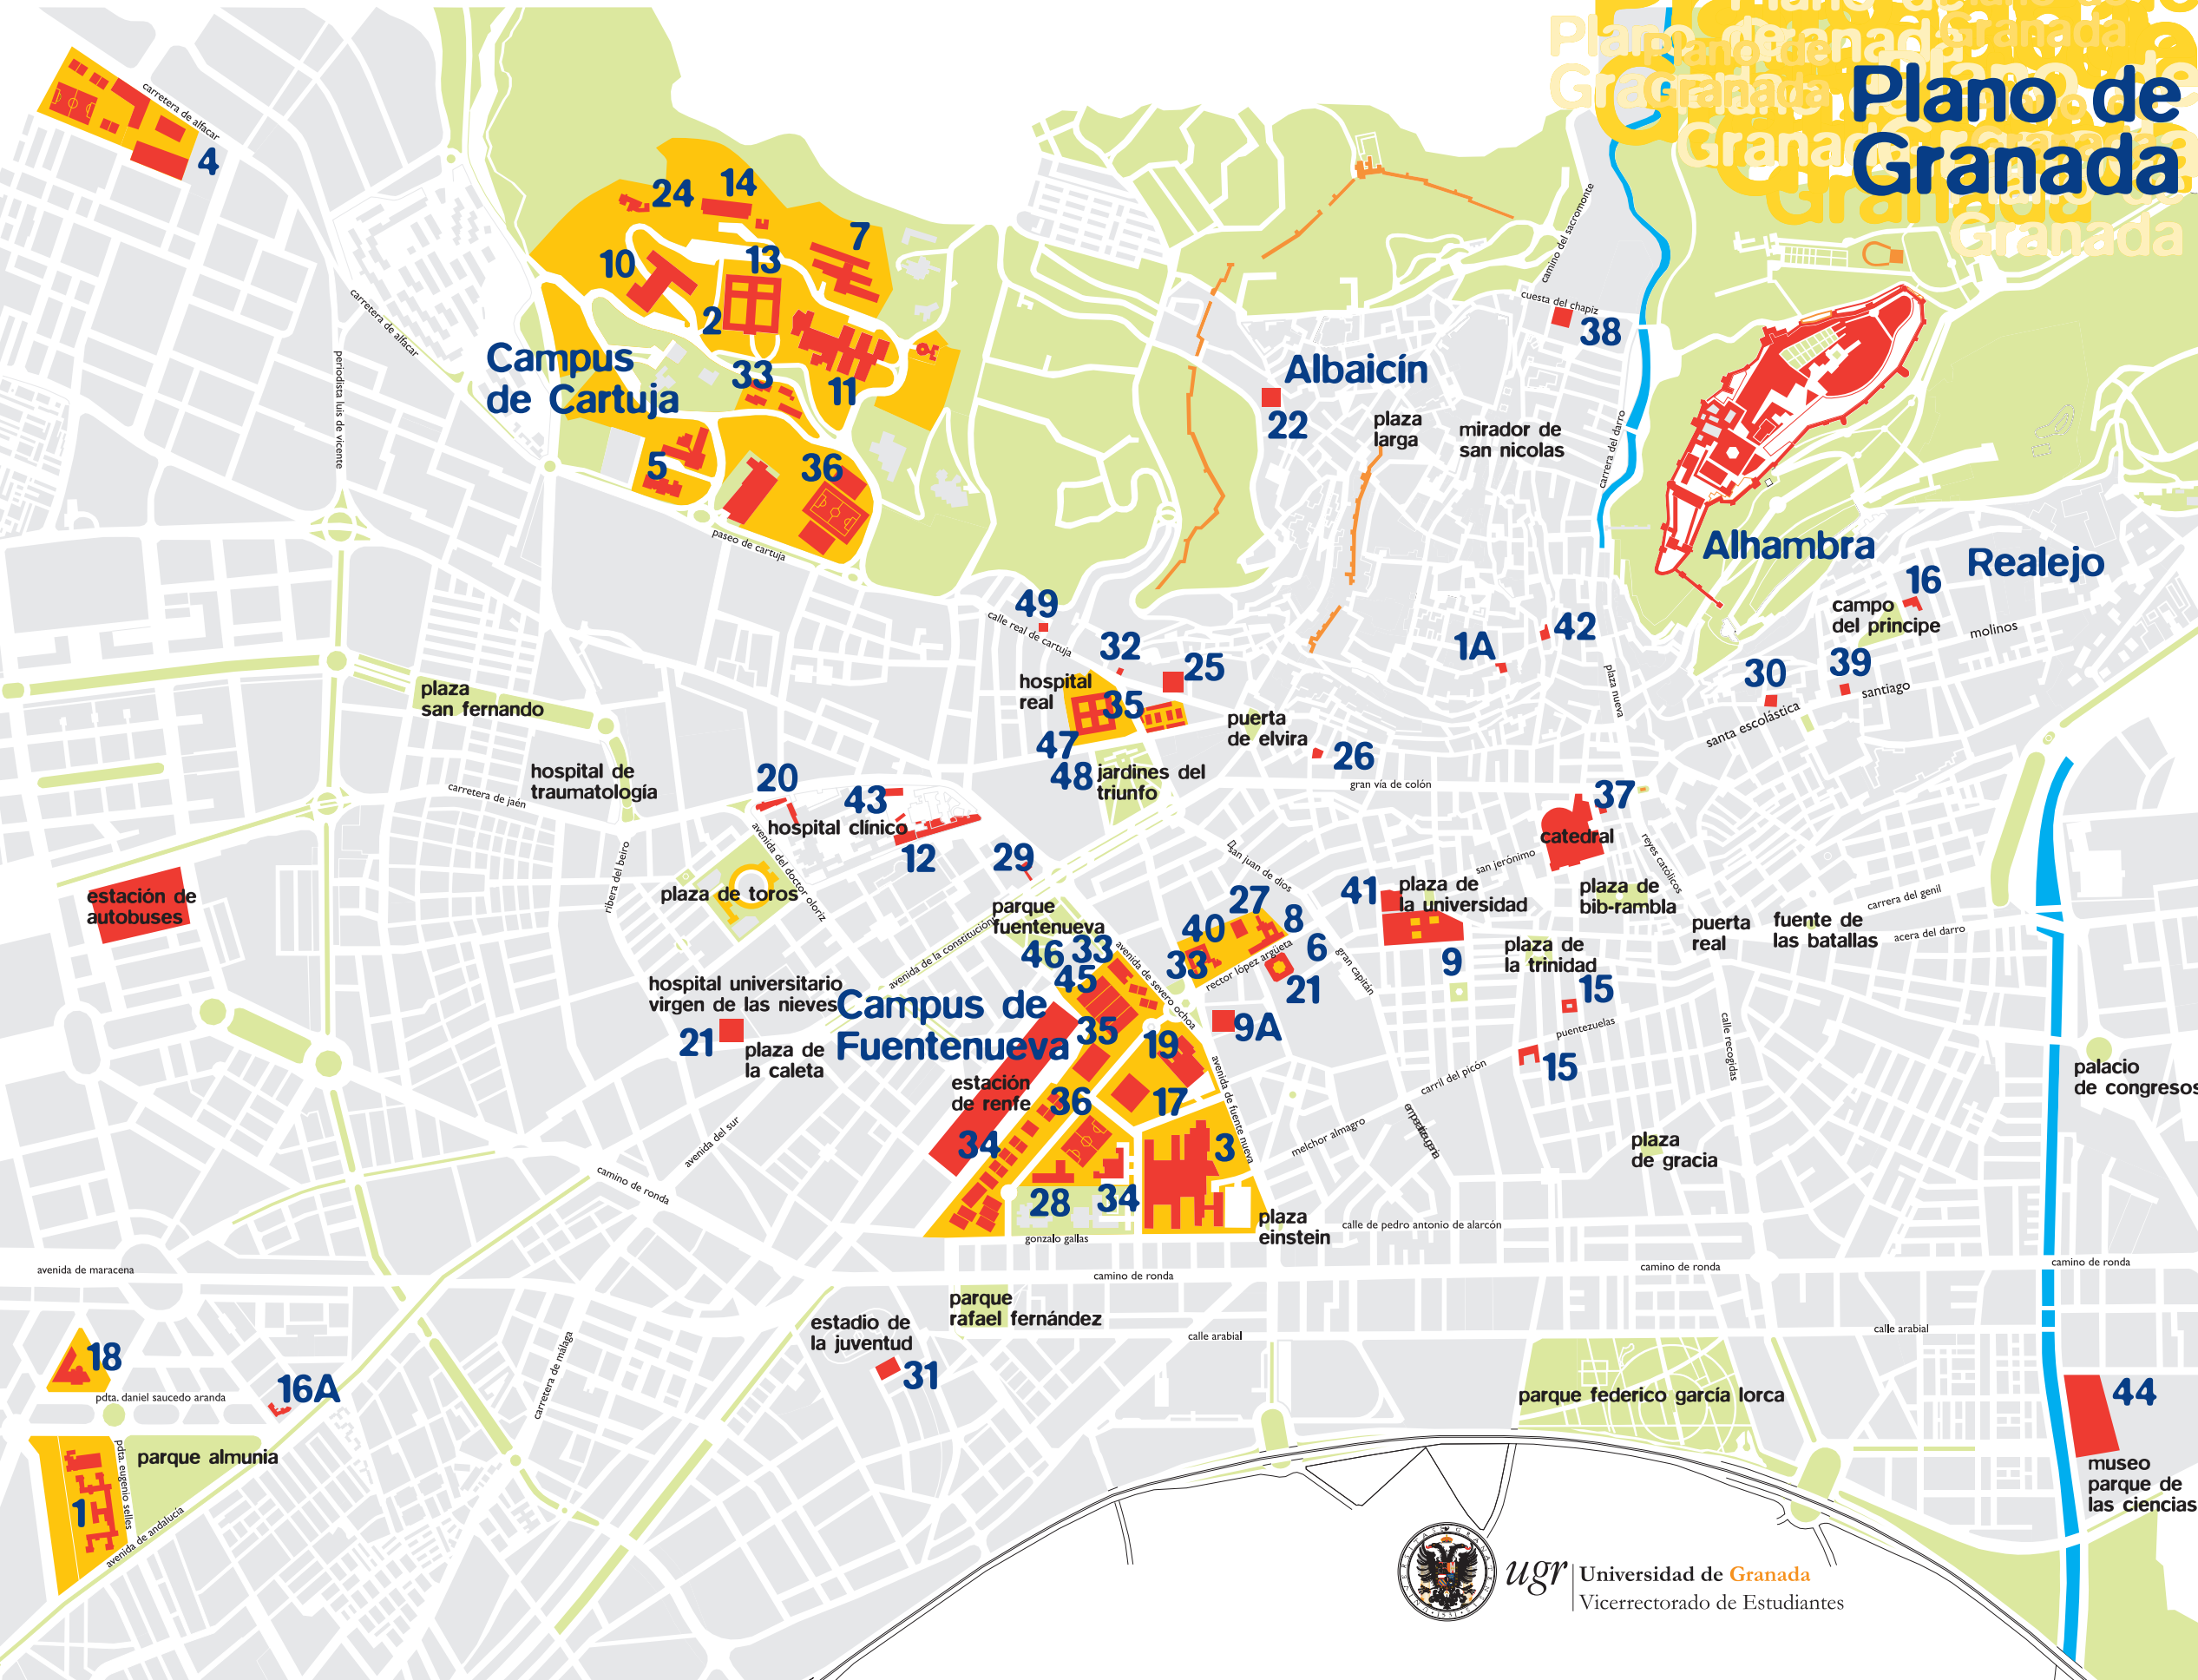 Plano de
Granada
carretera de alfacar
4
24
14
7
10
13
2
Campus
de Cartuja
33
11
5
36
carretera de alfacar
periodista luis de vicente
paseo de cartuja
camino del sacromonte
cuesta del chapiz
38
Albaicín
22
plaza
larga
mirador de
san nicolas
carrera del darro
Alhambra
Realejo
16
campo
del principe
molinos
39
30
santiago
santa escolástica
plaza nueva
42
1A
49
calle real de cartuja
32
25
hospital
real
35
47
48
jardines del
triunfo
puerta
de elvira
26
gran vía de colón
plaza
san fernando
hospital de
traumatología
carretera de jaén
20
43
hospital clínico
12
29
avenida del doctor oloriz
plaza de toros
ribera del beiro
estación de
autobuses
37
catedral
reyes católicos
san jerónimo
san juan de dios
41
plaza de
la universidad
9
plaza de
bib-rambla
puerta
real
fuente de
las batallas
carrera del genil
acera del darro
plaza de
la trinidad
15
puentezuelas
15
carril del picón
calle recogidas
27
8
40
6
33
rector lópez argüeta
21
gran capitán
9A
parque
fuentenueva
46
33
45
avenida de severo ochoa
avenida de la constitución
hospital universitario
virgen de las nieves
21
plaza de
la caleta
Campus de
Fuentenueva
35
19
estación
de renfe
36
17
34
3
28
34
avenida de fuente nueva
gonzalo gallas
plaza
einstein
melchor almagro
calle de pedro antonio de alarcón
plaza
de gracia
palacio
de congresos
avenida del sur
camino de ronda
avenida de maracena
camino de ronda
camino de ronda
camino de ronda
parque
rafael fernández
estadio de
la juventud
31
calle arabial
calle arabial
parque federico garcía lorca
44
museo
parque de
las ciencias
18
pdta. daniel saucedo aranda
16A
carretera de málaga
parque almunia
1
pdta. eugenio selles
avenida de andalucía
ugr
Universidad de Granada
Vicerrectorado de Estudiantes